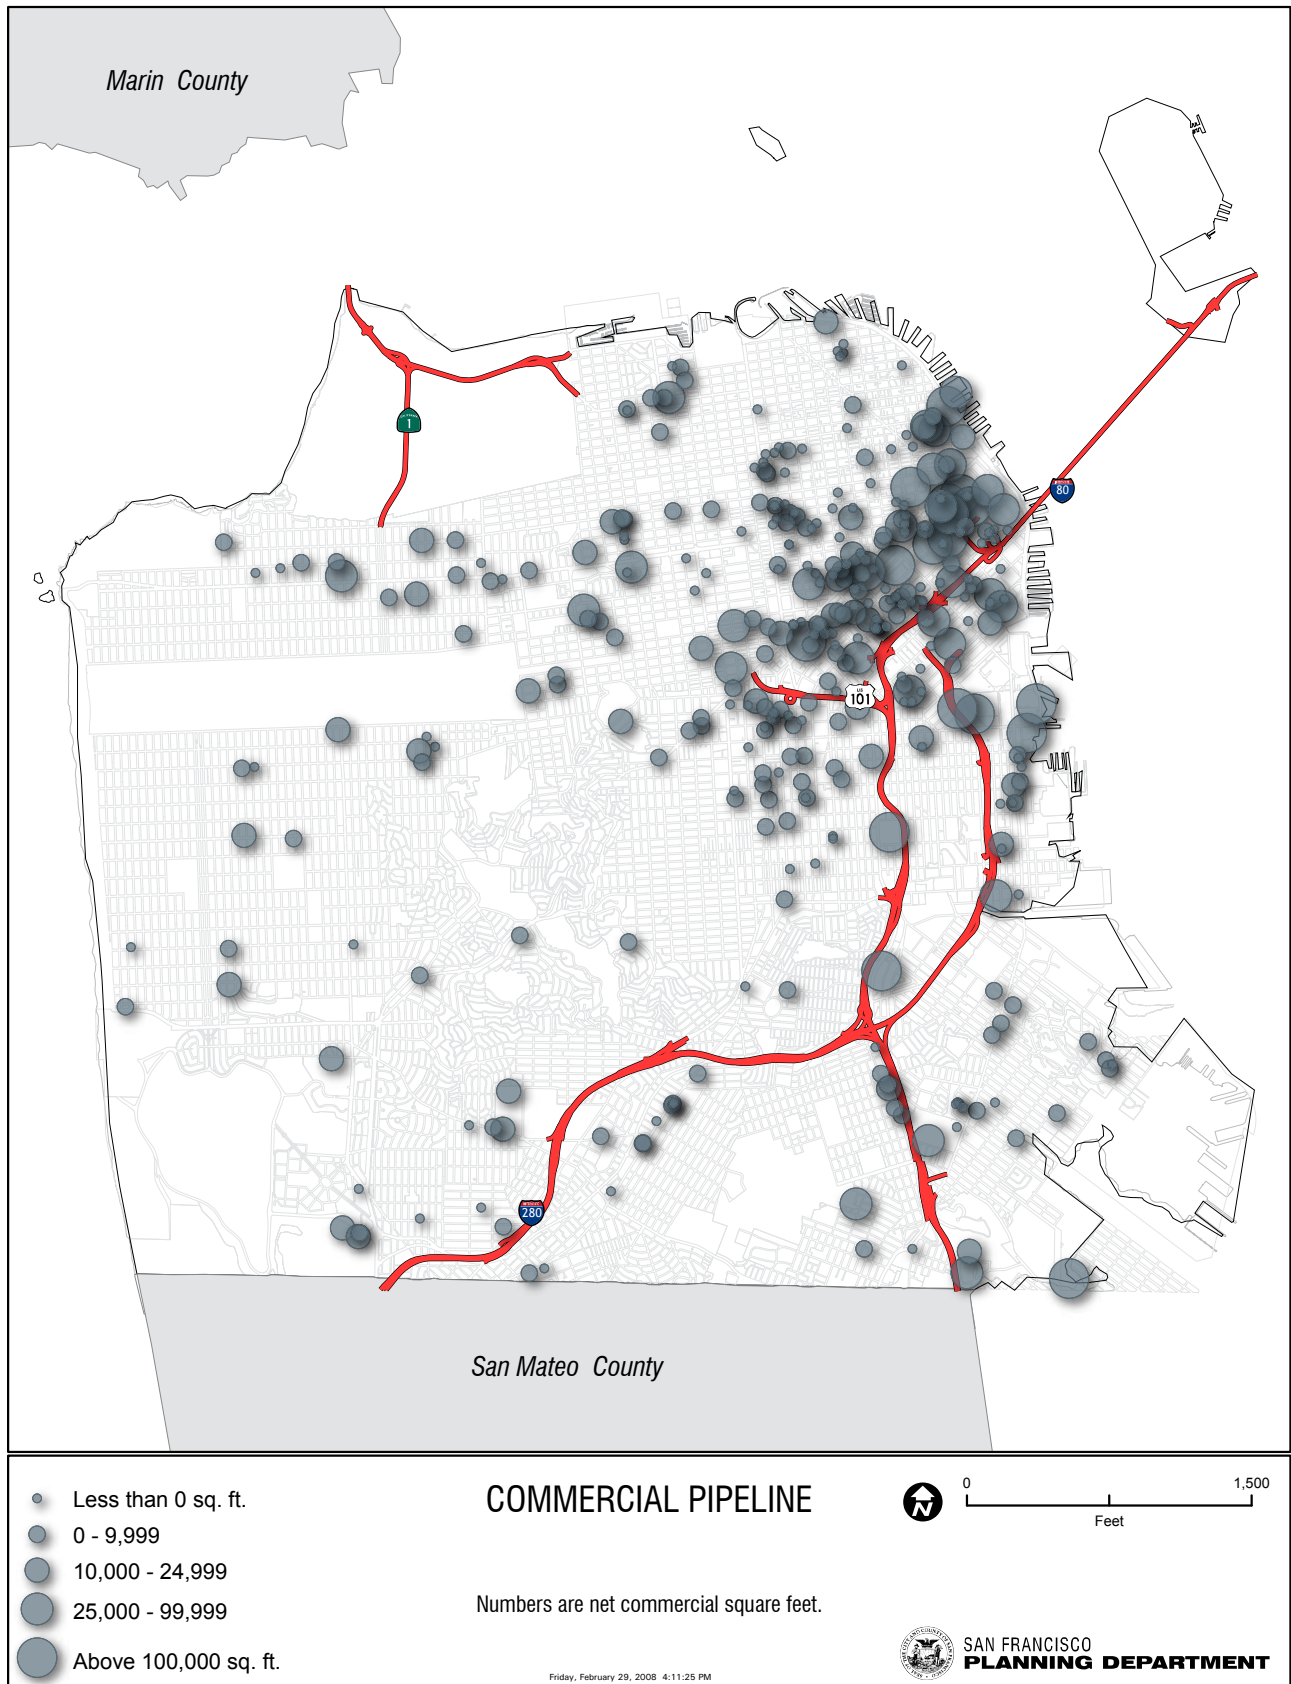 Marin County
1
80
US
101
280
San Mateo County
Less than 0 sq. ft.
0 - 9,999
10,000 - 24,999
25,000 - 99,999
Above 100,000 sq. ft.
COMMERCIAL PIPELINE
Numbers are net commercial square feet.
Friday, February 29, 2008 4:11:25 PM
N
0 1,500
Feet
SAN FRANCISCO
PLANNING DEPARTMENT